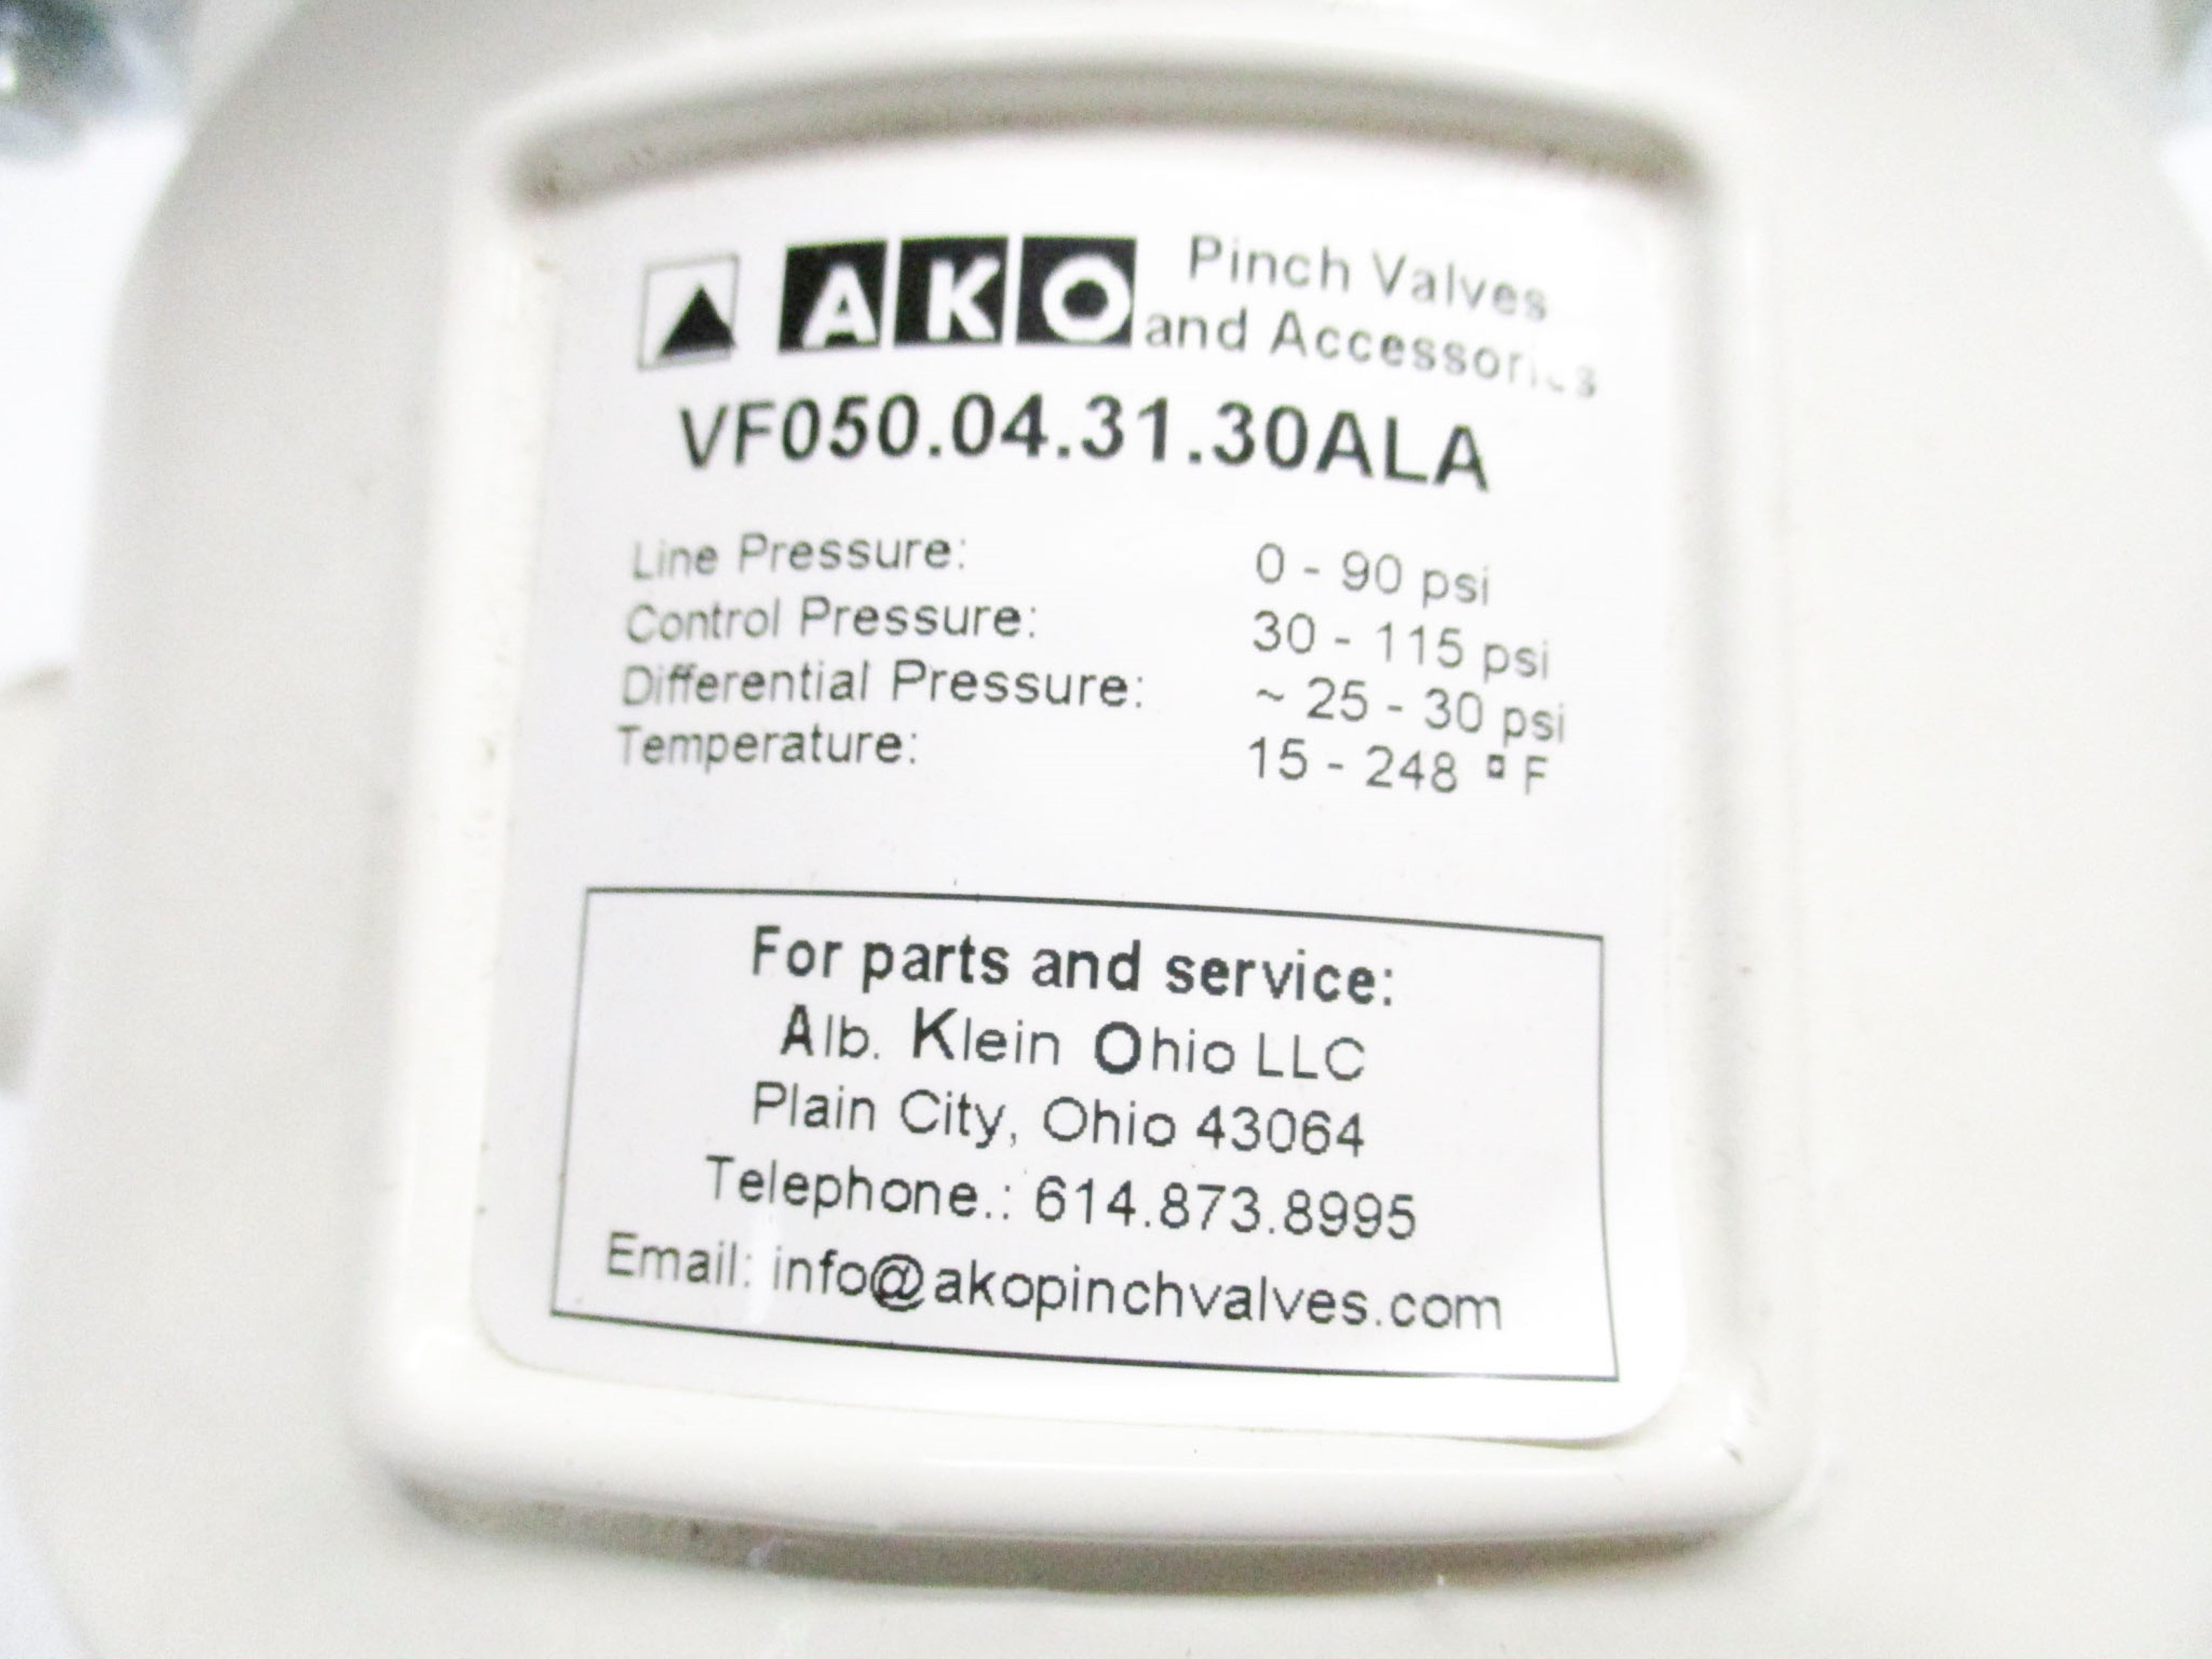 AKO Pinch Valves
and Accessories
VF050.04.31.30ALA
Line Pressure: 0 - 90 psi
Control Pressure: 30 - 115 psi
Differential Pressure: ~ 25 - 30 psi
Temperature: 15 - 248 ¤ F
For parts and service:
Alb. Klein Ohio LLC
Plain City, Ohio 43064
Telephone.: 614.873.8995
Email: info@akopinchvalves.com